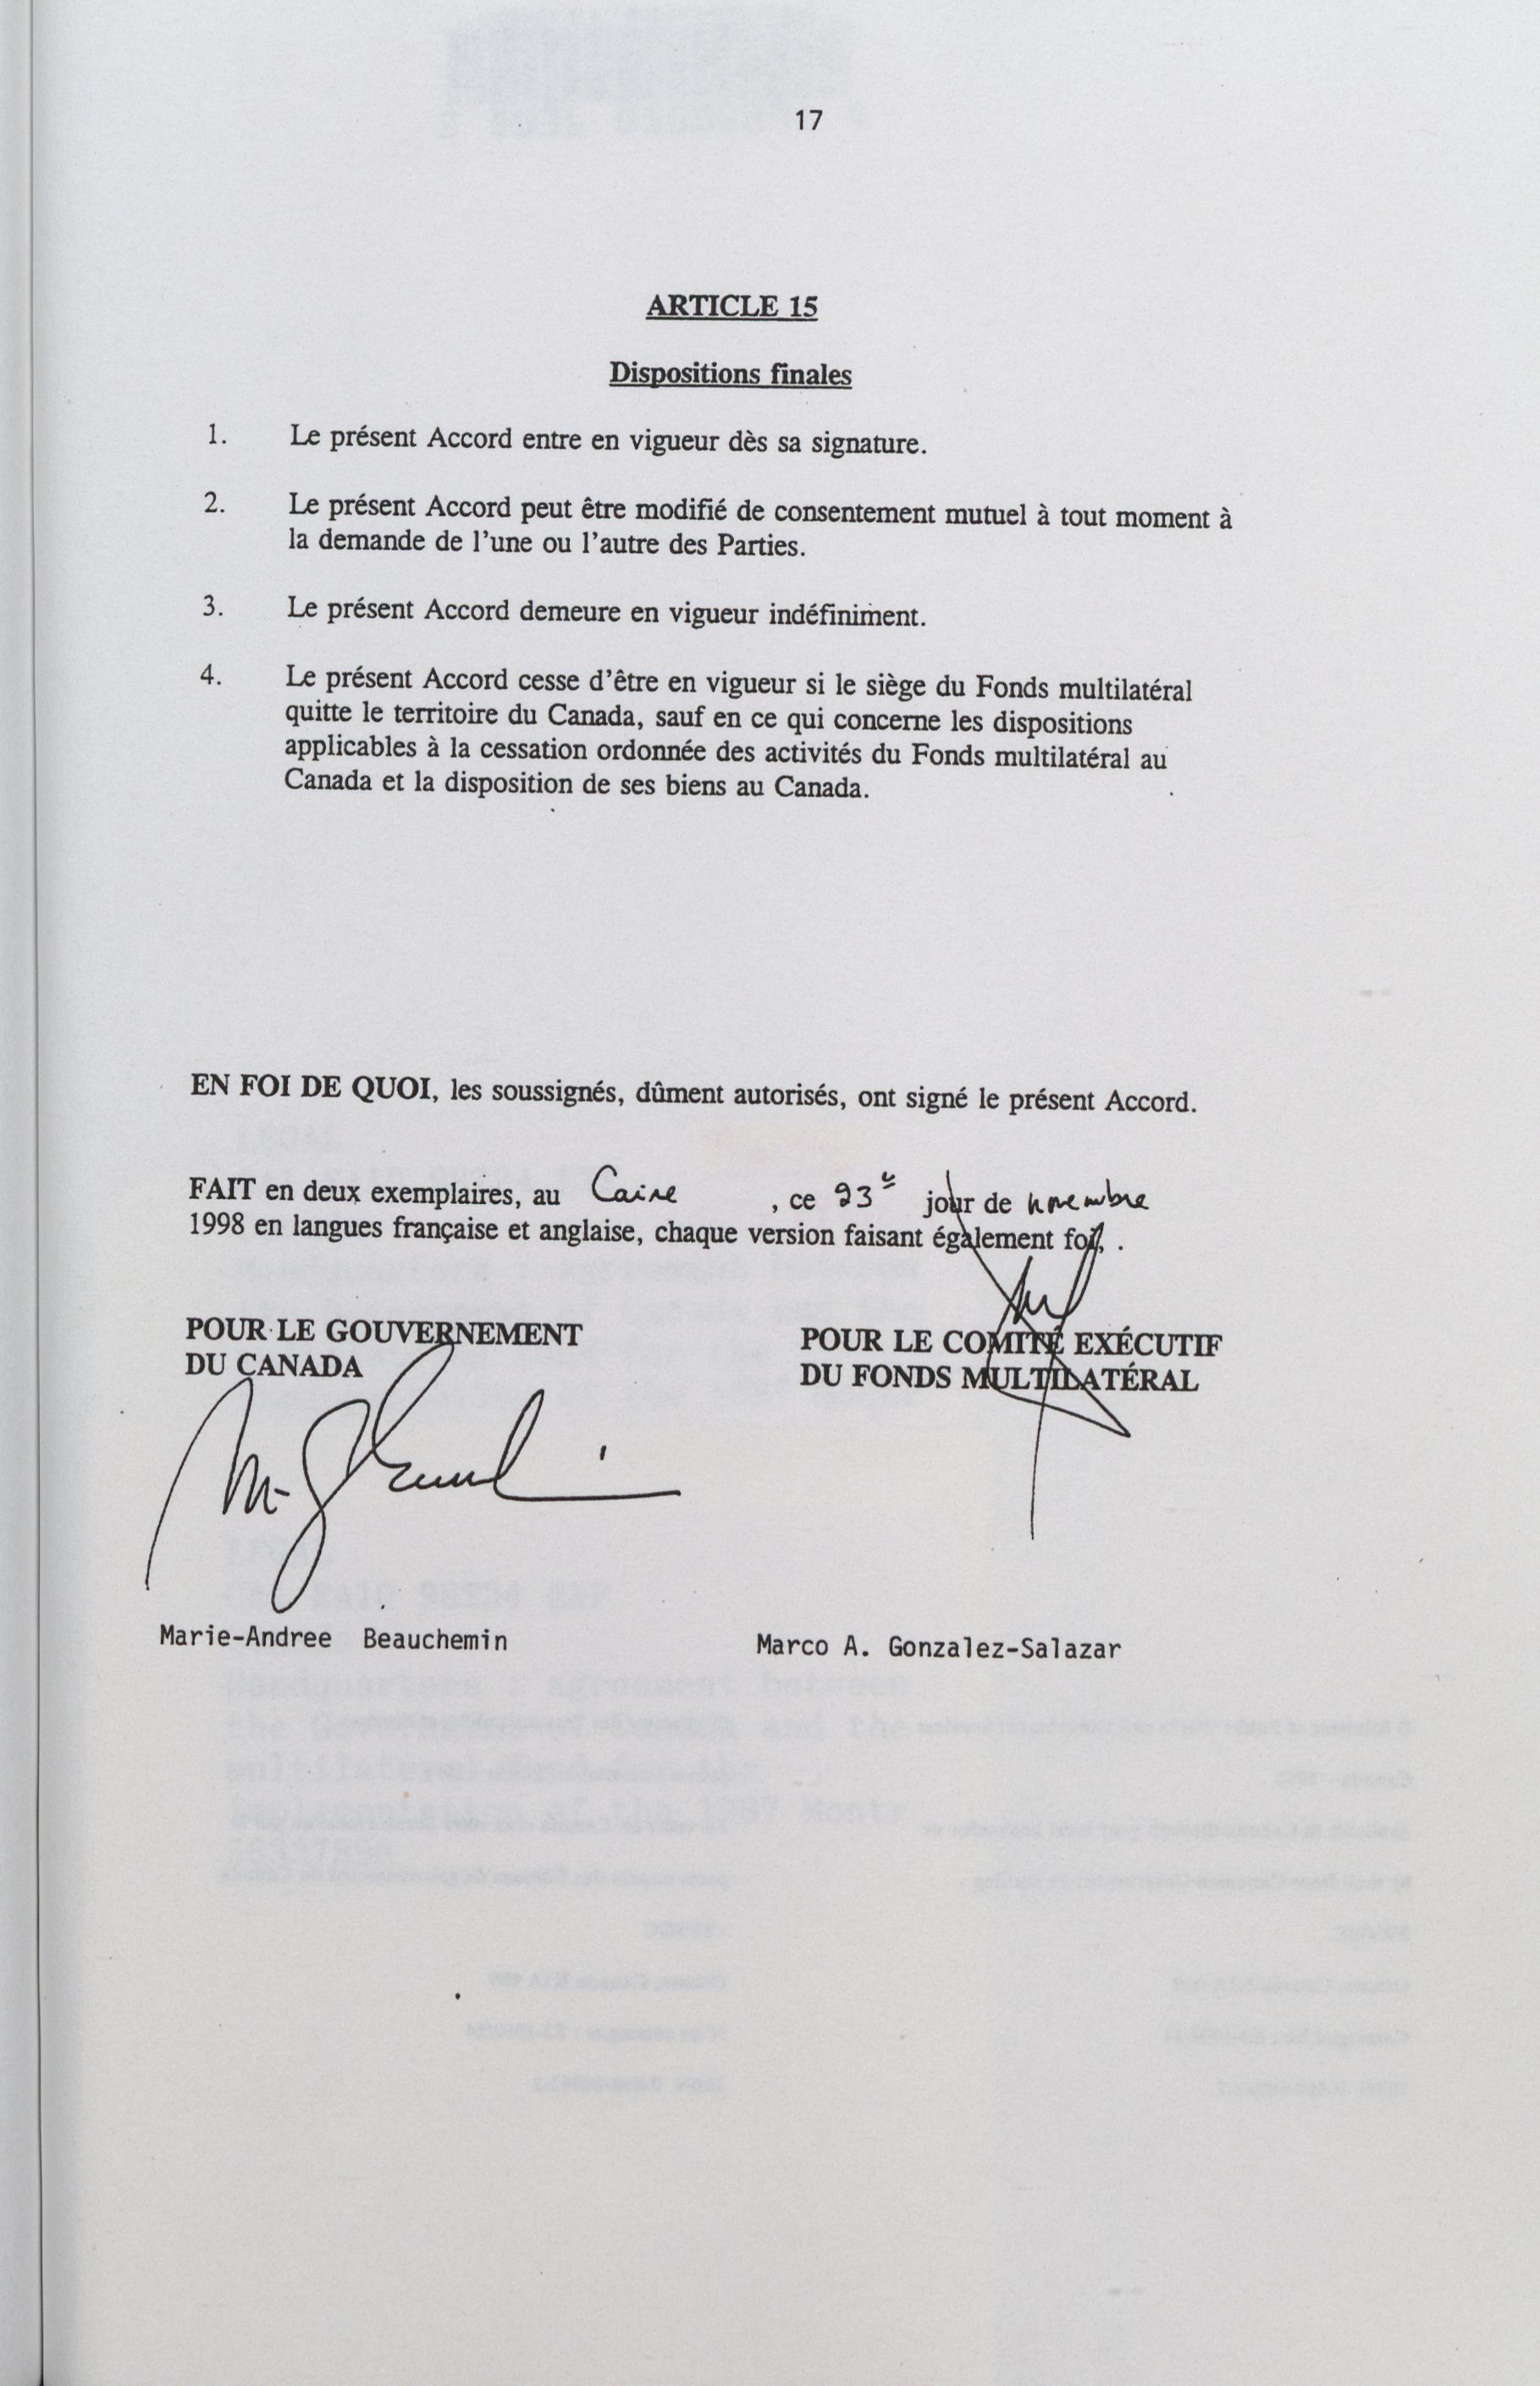 17
ARTICLE 15
Dispositions finales
1. Le présent Accord entre en vigueur dès sa signature.
2. Le présent Accord peut être modifié de consentement mutuel à tout moment à
la demande de l'une ou l'autre des Parties.
3. Le présent Accord demeure en vigueur indéfiniment.
4. Le présent Accord cesse d'être en vigueur si le siège du Fonds multilatéral
quitte le territoire du Canada, sauf en ce qui concerne les dispositions
applicables à la cessation ordonnée des activités du Fonds multilatéral au
Canada et la disposition de ses biens au Canada.
EN FOI DE QUOI, les soussignés, dûment autorisés, ont signé le présent Accord.
FAIT en deux exemplaires, au Caire , ce 23e jour de novembre
1998 en langues française et anglaise, chaque version faisant également foi, .
POUR LE GOUVERNEMENT
DU CANADA
POUR LE COMITÉ EXÉCUTIF
DU FONDS MULTILATÉRAL
Marie-Andree Beauchemin
Marco A. Gonzalez-Salazar